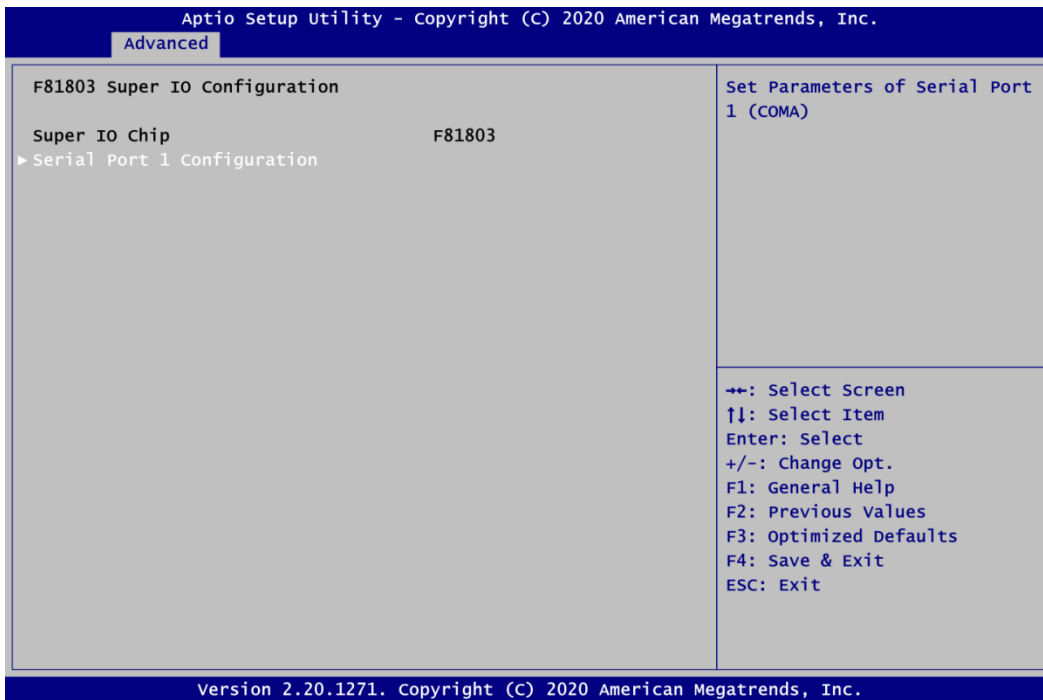 Aptio Setup Utility - Copyright (C) 2020 American Megatrends, Inc.
Advanced
F81803 Super IO Configuration
Super IO Chip F81803
▶ Serial Port 1 Configuration
Set Parameters of Serial Port
1 (COMA)
→←: Select Screen
↑↓: Select Item
Enter: Select
+/-: Change Opt.
F1: General Help
F2: Previous Values
F3: Optimized Defaults
F4: Save & Exit
ESC: Exit
Version 2.20.1271. Copyright (C) 2020 American Megatrends, Inc.